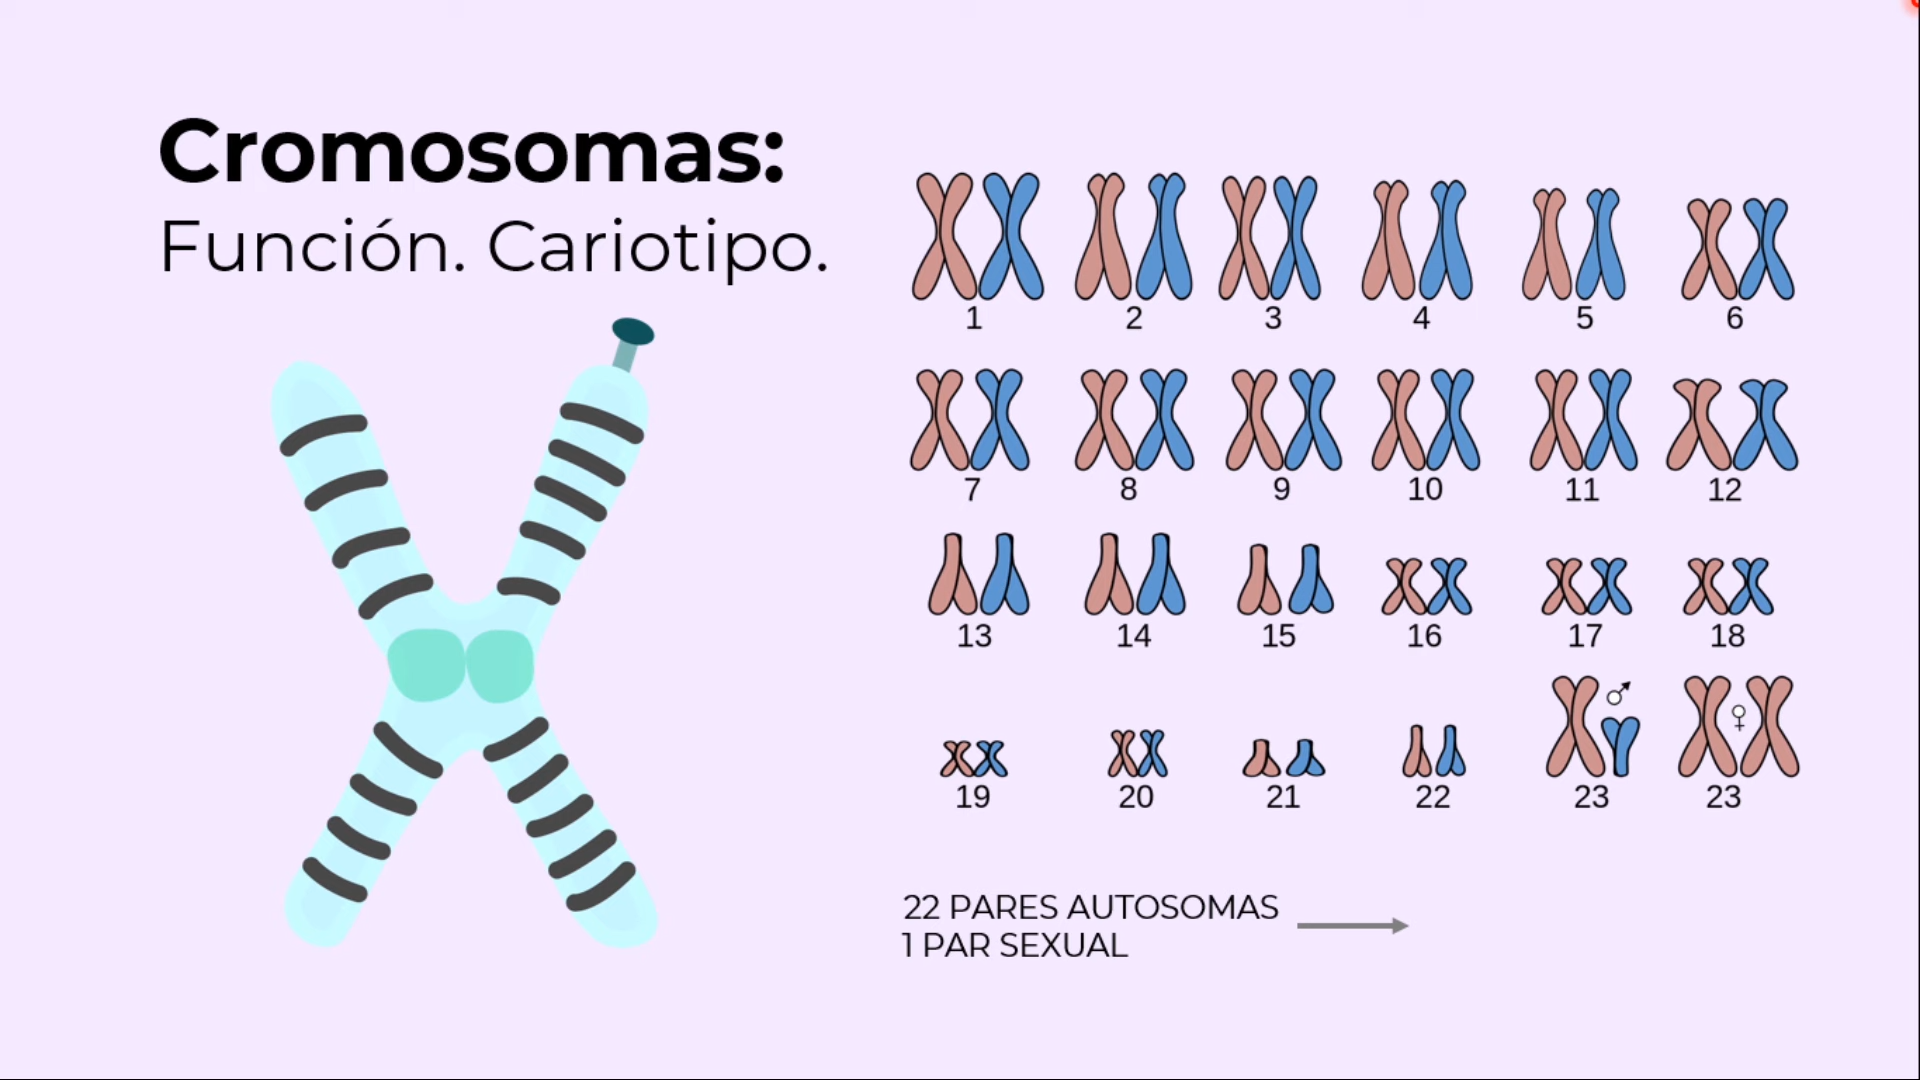 Cromosomas:
Función. Cariotipo.
1 2 3 4 5 6
7 8 9 10 11 12
13 14 15 16 17 18
19 20 21 22 23 23
22 PARES AUTOSOMAS
1 PAR SEXUAL